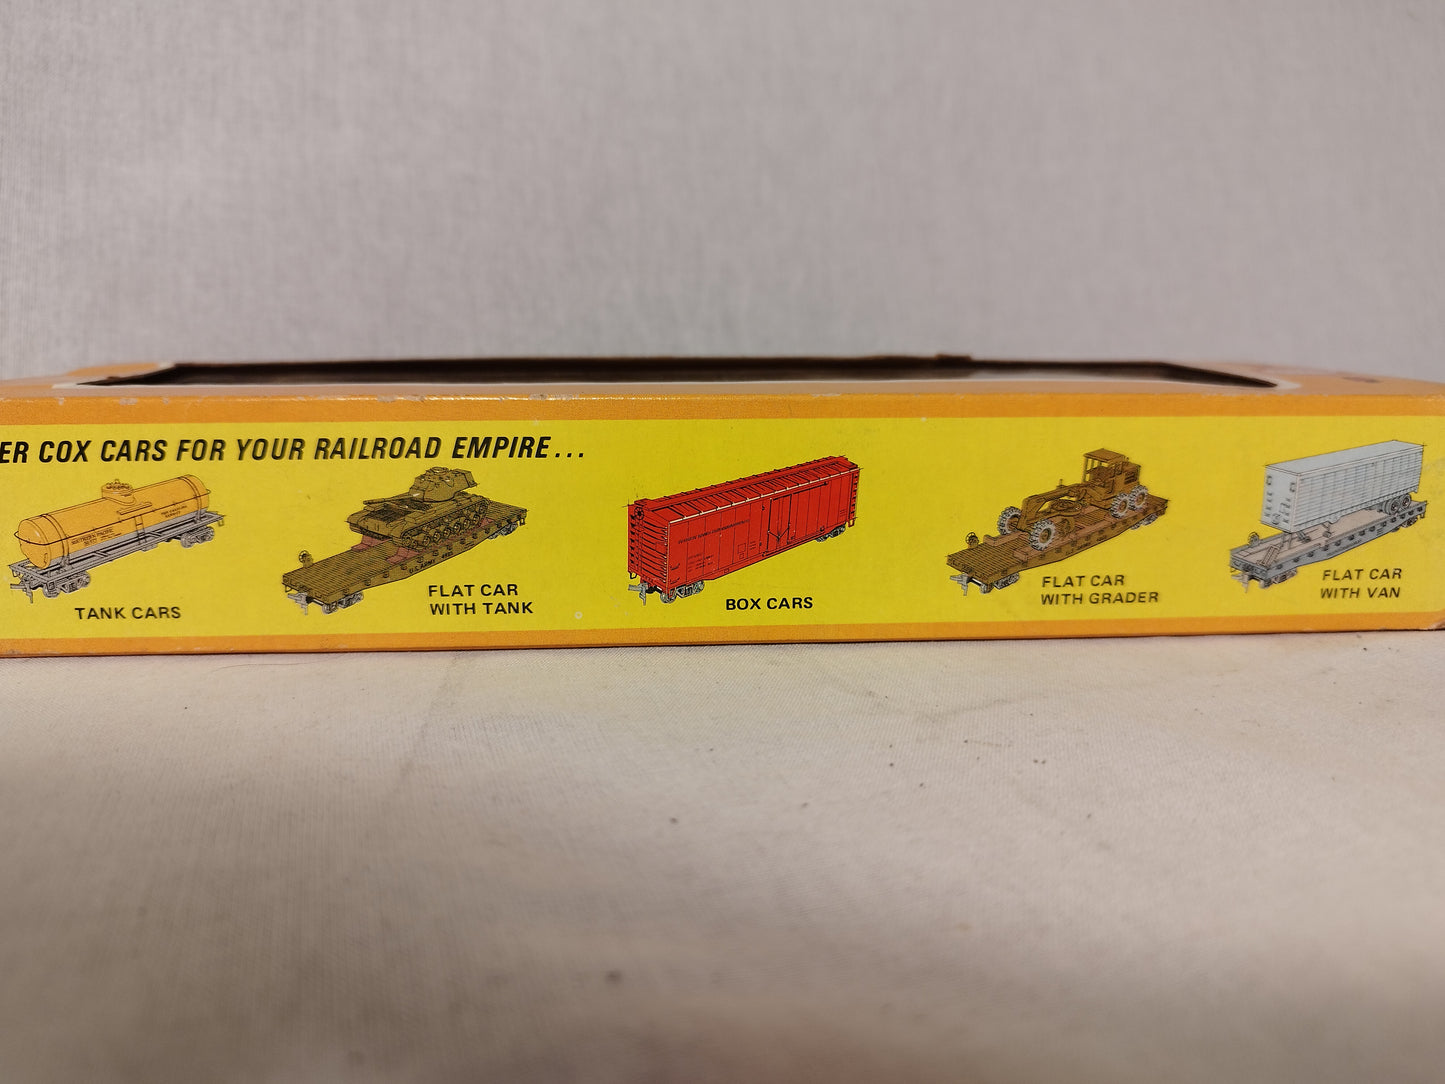 ER COX CARS FOR YOUR RAILROAD EMPIRE...
TANK CARS
U.S. ARMY
FLAT CAR
WITH TANK
BOX CARS
FLAT CAR
WITH GRADER
FLAT CAR
WITH VAN